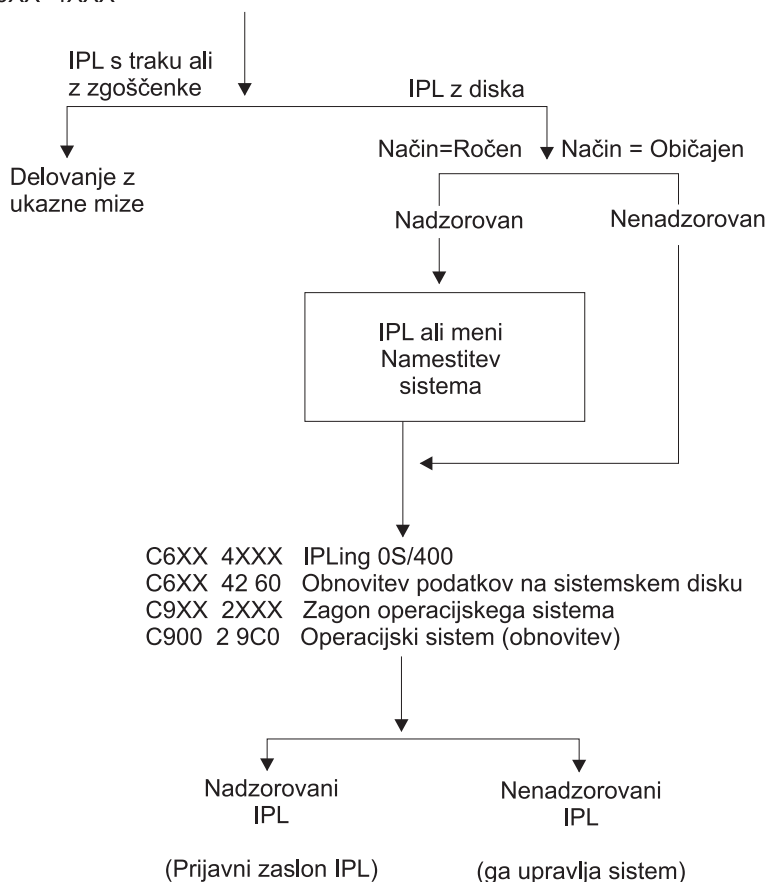 IPL s traku ali
z zgoščenke
IPL z diska
Način=Ročen
Način = Običajen
Delovanje z
ukazne mize
Nadzorovan
Nenadzorovan
IPL ali meni
Namestitev
sistema
C6XX 4XXX IPLing 0S/400
C6XX 42 60 Obnovitev podatkov na sistemskem disku
C9XX 2XXX Zagon operacijskega sistema
C900 2 9C0 Operacijski sistem (obnovitev)
Nadzorovani
IPL
Nenadzorovani
IPL
(Prijavni zaslon IPL)
(ga upravlja sistem)